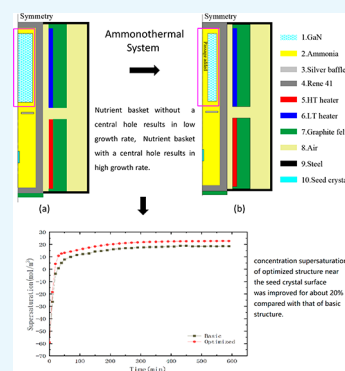 Symmetry
Ammonothermal
System
Symmetry
1.GaN
2.Ammonia
3.Silver baffle
4.Rene 41
5.HT heater
6.LT heater
7.Graphite fel
8.Air
9.Steel
10.Seed crysta
Nutrient basket without a
central hole results in low
growth rate, Nutrient basket
with a central hole results in
high growth rate.
(a)
(b)
Supersaturation(mol/m³)
30
20
10
0
-10
-20
-30
-40
-50
-60
-70
0
100
200
300
400
500
600
700
Time(min)
Basic
Optimized
concentration supersaturation
of optimized structure near
the seed crystal surface
was improved for about 20%
compared with that of basic
structure.